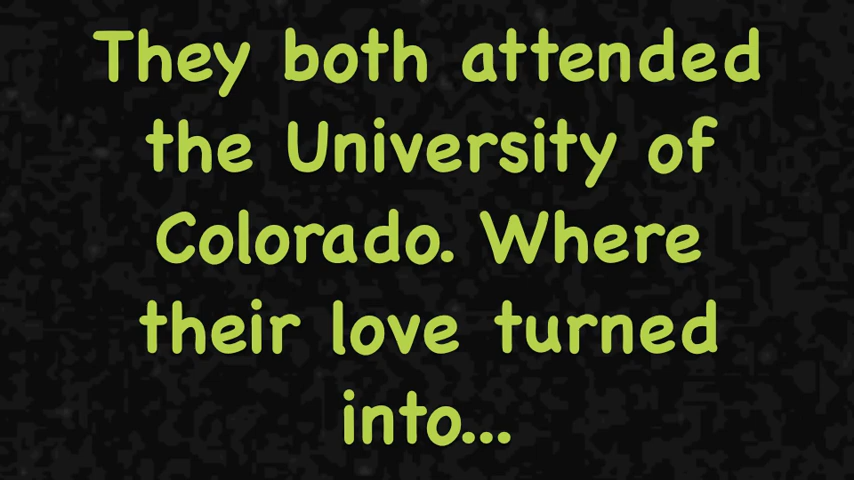 They both attended
the University of
Colorado. Where
their love turned
into...